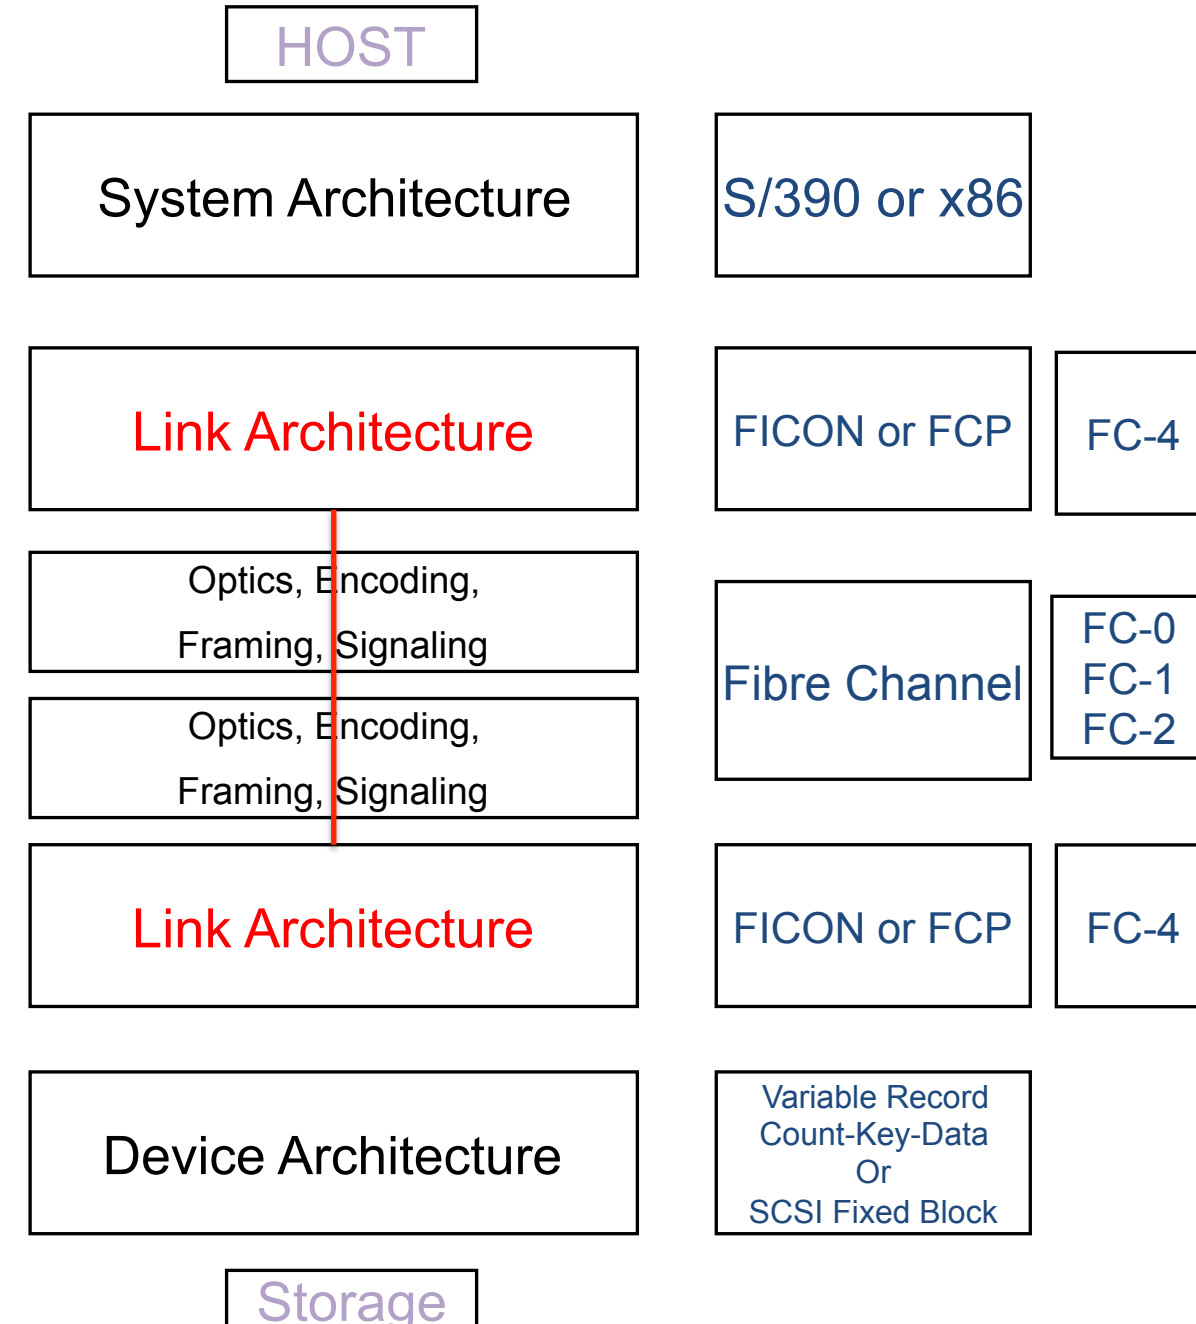 HOST
System Architecture
S/390 or x86
Link Architecture
FICON or FCP
FC-4
Optics, Encoding,
Framing, Signaling
Optics, Encoding,
Framing, Signaling
Fibre Channel
FC-0
FC-1
FC-2
Link Architecture
FICON or FCP
FC-4
Device Architecture
Variable Record
Count-Key-Data
Or
SCSI Fixed Block
Storage